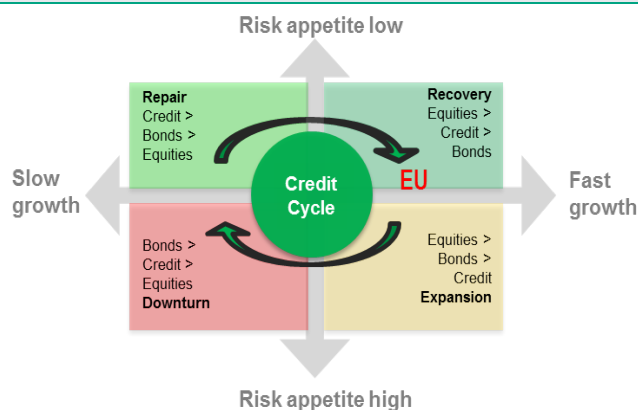 Risk appetite low
Repair
Credit >
Bonds >
Equities
Recovery
Equities >
Credit >
Bonds
EU
Slow
growth
Credit
Cycle
Fast
growth
Bonds >
Credit >
Equities
Downturn
Equities >
Bonds >
Credit
Expansion
Risk appetite high